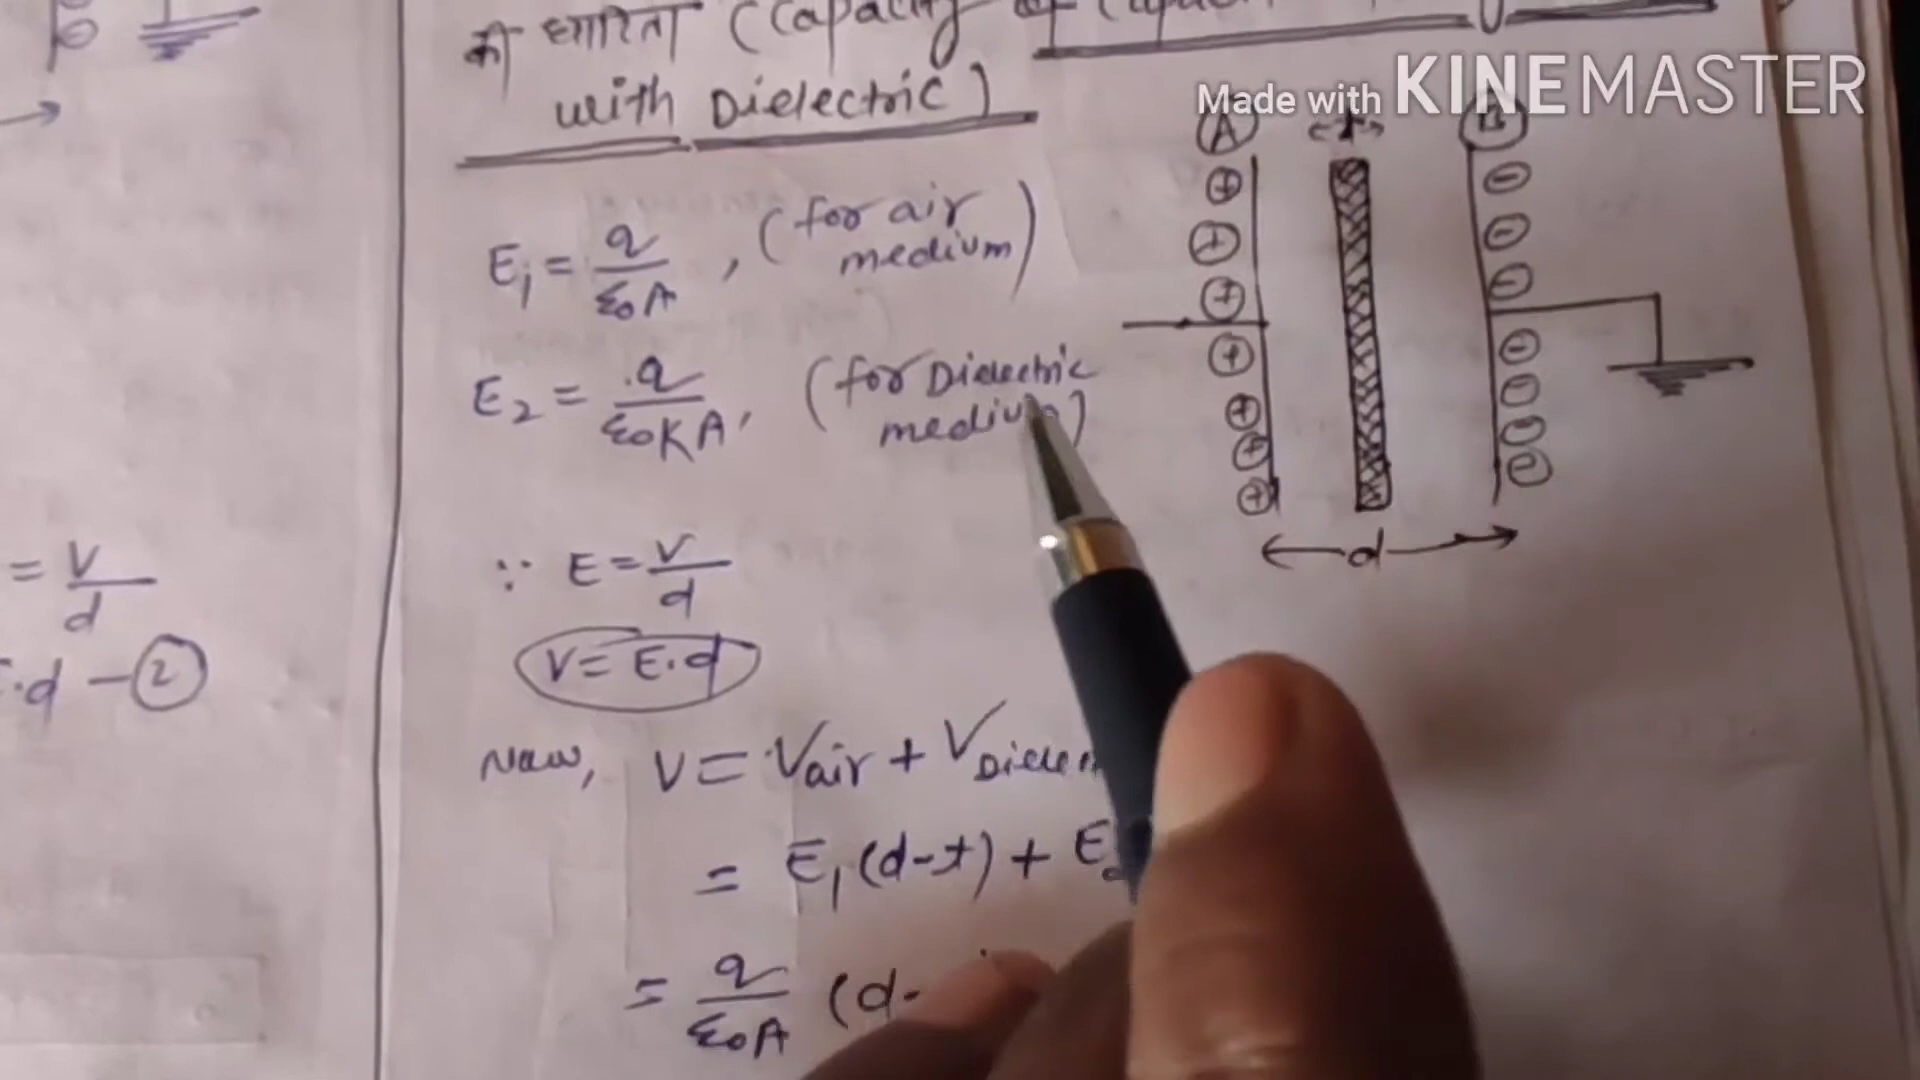 की धारिता (Capacity of
with Dielectric)
Made with KINEMASTER
A t B
E₁ = q/ε₀A , (for air medium)
E₂ = q/ε₀KA, (for Dielectric medium)
d
∵ E = V/d
V = E.d
Now, V = Vair +
= E₁(d-t) +
= q/ε₀A (d-
= V/d
.d - ②